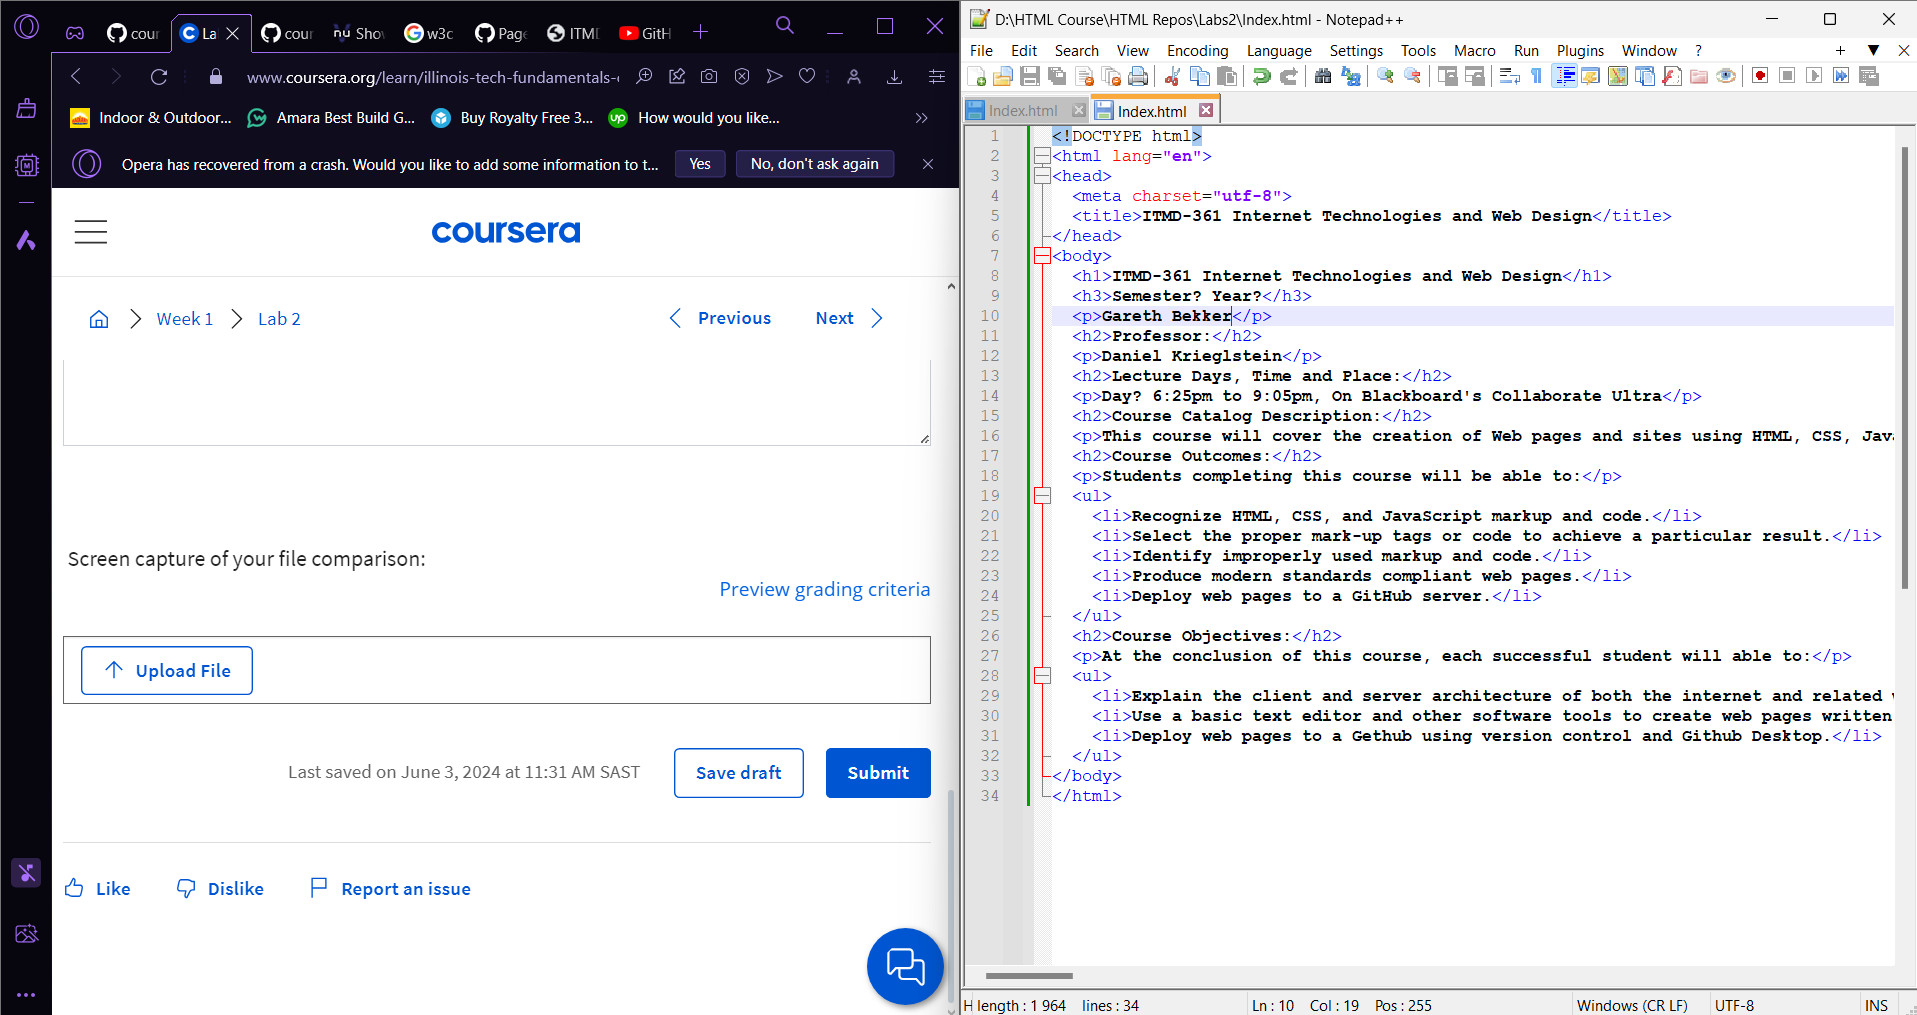 cour
La
cour
Shov
w3c
Page
ITMI
GitH
www.coursera.org/learn/illinois-tech-fundamentals-
Indoor & Outdoor...
Amara Best Build G...
Buy Royalty Free 3...
up
How would you like...
Opera has recovered from a crash. Would you like to add some information to t...
Yes
No, don't ask again
coursera
Week 1
Lab 2
Previous
Next
Screen capture of your file comparison:
Preview grading criteria
Upload File
Last saved on June 3, 2024 at 11:31 AM SAST
Save draft
Submit
Like
Dislike
Report an issue
D:\HTML Course\HTML Repos\Labs2\Index.html - Notepad++
File Edit Search View Encoding Language Settings Tools Macro Run Plugins Window ?
Index.html
Index.html
1 <!DOCTYPE html>
2 <html lang="en">
3 <head>
4 <meta charset="utf-8">
5 <title>ITMD-361 Internet Technologies and Web Design</title>
6 </head>
7 <body>
8 <h1>ITMD-361 Internet Technologies and Web Design</h1>
9 <h3>Semester? Year?</h3>
10 <p>Gareth Bekker</p>
11 <h2>Professor:</h2>
12 <p>Daniel Krieglstein</p>
13 <h2>Lecture Days, Time and Place:</h2>
14 <p>Day? 6:25pm to 9:05pm, On Blackboard's Collaborate Ultra</p>
15 <h2>Course Catalog Description:</h2>
16 <p>This course will cover the creation of Web pages and sites using HTML, CSS, Jav
17 <h2>Course Outcomes:</h2>
18 <p>Students completing this course will be able to:</p>
19 <ul>
20 <li>Recognize HTML, CSS, and JavaScript markup and code.</li>
21 <li>Select the proper mark-up tags or code to achieve a particular result.</li>
22 <li>Identify improperly used markup and code.</li>
23 <li>Produce modern standards compliant web pages.</li>
24 <li>Deploy web pages to a GitHub server.</li>
25 </ul>
26 <h2>Course Objectives:</h2>
27 <p>At the conclusion of this course, each successful student will able to:</p>
28 <ul>
29 <li>Explain the client and server architecture of both the internet and related
30 <li>Use a basic text editor and other software tools to create web pages written
31 <li>Deploy web pages to a Gethub using version control and Github Desktop.</li>
32 </ul>
33 </body>
34 </html>
H length : 1 964 lines : 34
Ln : 10 Col : 19 Pos : 255
Windows (CR LF)
UTF-8
INS